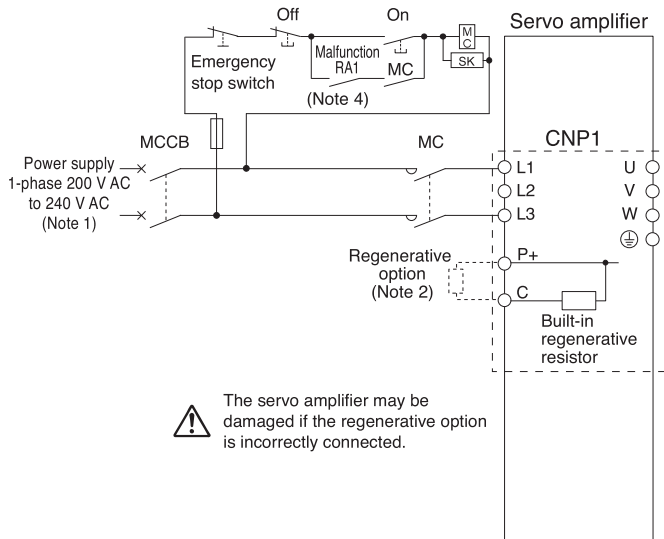 Servo amplifier
Off
On
M
C
SK
Emergency
stop switch
Malfunction
RA1
MC
(Note 4)
MCCB
MC
CNP1
Power supply
1-phase 200 V AC
to 240 V AC
(Note 1)
L1
L2
L3
U
V
W
Regenerative
option
(Note 2)
P+
C
Built-in
regenerative
resistor
The servo amplifier may be
damaged if the regenerative option
is incorrectly connected.